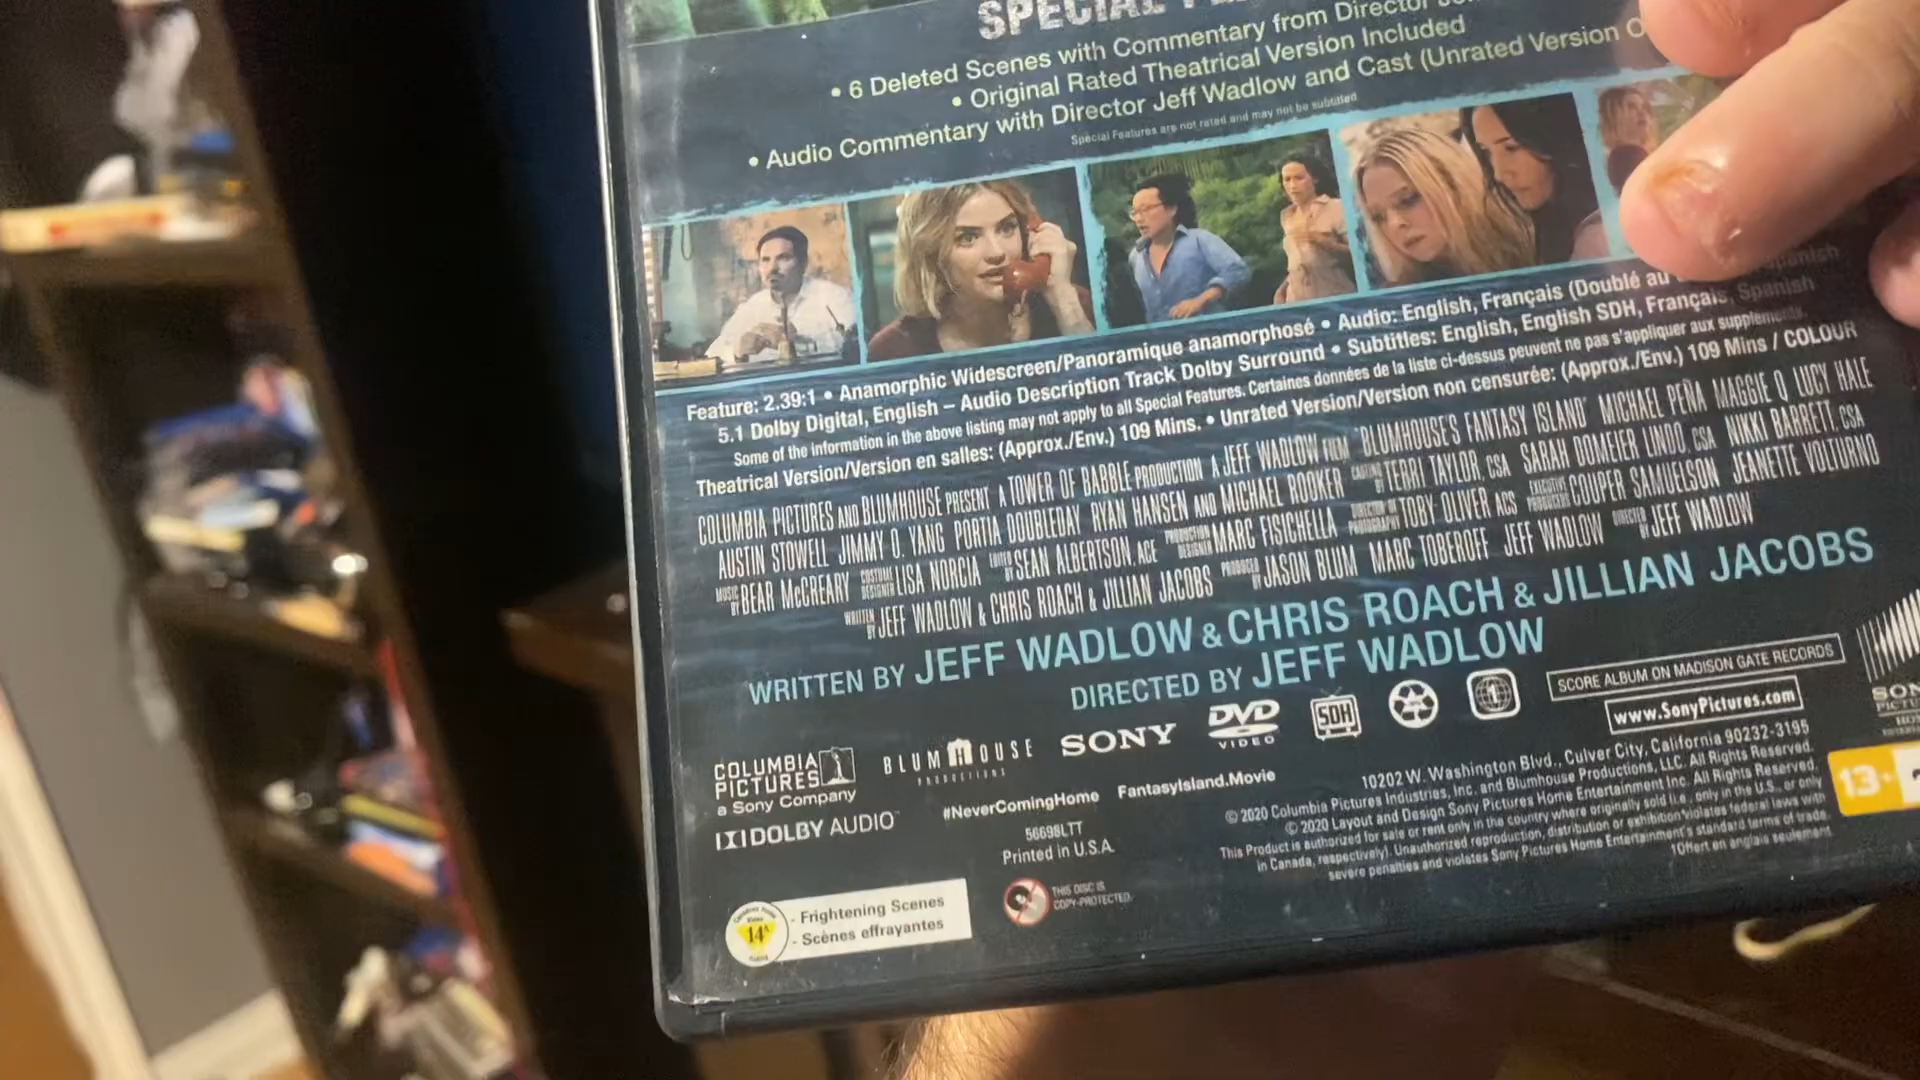 SPECIAL
• 6 Deleted Scenes with Commentary from Director
• Original Rated Theatrical Version Included
• Audio Commentary with Director Jeff Wadlow and Cast (Unrated Version
Special Features are not rated and may not be subtitled
Feature: 2.39:1 • Anamorphic Widescreen/Panoramique anamorphosé • Audio: English, Français (Doublé au Spanish
5.1 Dolby Digital, English – Audio Description Track Dolby Surround • Subtitles: English, English SDH, Français, Spanish
Some of the information in the above listing may not apply to all Special Features. Certaines données de la liste ci-dessus peuvent ne pas s'appliquer aux suppléments.
Theatrical Version/Version en salles: (Approx./Env.) 109 Mins. • Unrated Version/Version non censurée: (Approx./Env.) 109 Mins / COLOUR
COLUMBIA PICTURES AND BLUMHOUSE PRESENT A TOWER OF BABBLE PRODUCTION A JEFF WADLOW FILM "BLUMHOUSE'S FANTASY ISLAND" MICHAEL PEÑA MAGGIE Q LUCY HALE
AUSTIN STOWELL JIMMY O. YANG PORTIA DOUBLEDAY RYAN HANSEN AND MICHAEL ROOKER CASTING BY TERRI TAYLOR, CSA SARAH DOMEIER LINDO, CSA NIKKI BARRETT, CSA
MUSIC BY BEAR McCREARY COSTUME DESIGNER LISA NORCIA EDITED BY SEAN ALBERTSON, ACE PRODUCTION DESIGNER MARC FISICHELLA DIRECTOR OF PHOTOGRAPHY TOBY OLIVER ACS EXECUTIVE PRODUCERS COUPER SAMUELSON JEANETTE VOLTURNO
WRITTEN BY JEFF WADLOW & CHRIS ROACH & JILLIAN JACOBS PRODUCED BY JASON BLUM MARC TOBEROFF JEFF WADLOW DIRECTED BY JEFF WADLOW
WRITTEN BY JEFF WADLOW & CHRIS ROACH & JILLIAN JACOBS
DIRECTED BY JEFF WADLOW
COLUMBIA PICTURES
a Sony Company
BLUMHOUSE
PRODUCTIONS
SONY
DVD
VIDEO
SDH
1
SCORE ALBUM ON MADISON GATE RECORDS
www.SonyPictures.com
SON
DOLBY AUDIO™
#NeverComingHome FantasyIsland.Movie
56698LTT
Printed in U.S.A.
10202 W. Washington Blvd., Culver City, California 90232-3195
© 2020 Columbia Pictures Industries, Inc. and Blumhouse Productions, LLC. All Rights Reserved.
© 2020 Layout and Design Sony Pictures Home Entertainment Inc. All Rights Reserved.
This Product is authorized for sale or rent only in the country where originally sold (i.e., only in the U.S., or only
in Canada, respectively). Unauthorized reproduction, distribution or exhibition violates federal laws with
severe penalties and violates Sony Pictures Home Entertainment's standard terms of trade.
†Offert en anglais seulement
13+
14A
- Frightening Scenes
- Scènes effrayantes
THIS DISC IS
COPY-PROTECTED.